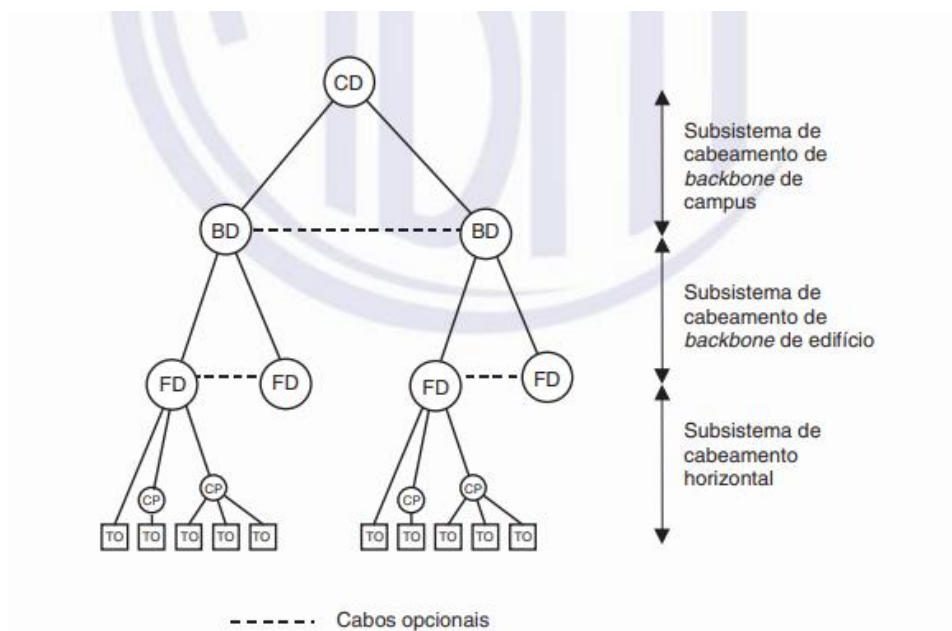 CD
Subsistema de
cabeamento de
backbone de
campus
BD
BD
Subsistema de
cabeamento de
backbone de edifício
FD
FD
FD
FD
Subsistema de
cabeamento
horizontal
CP
CP
CP
CP
TO TO TO TO TO
TO TO TO TO TO
Cabos opcionais